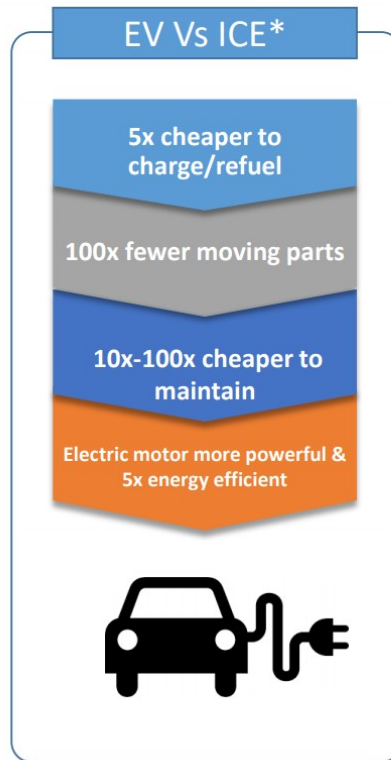 EV Vs ICE*
5x cheaper to
charge/refuel
100x fewer moving parts
10x-100x cheaper to
maintain
Electric motor more powerful &
5x energy efficient